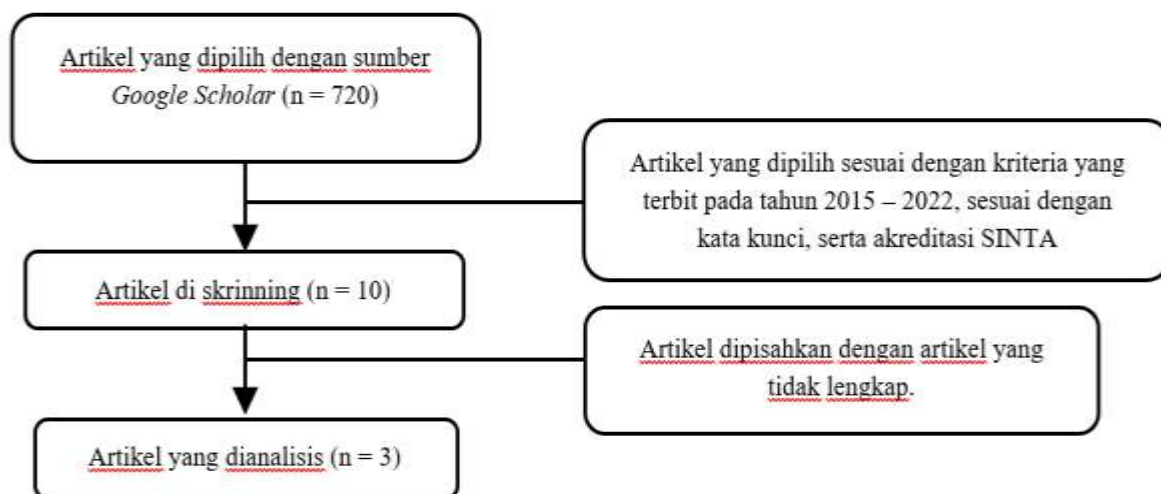 Artikel yang dipilih dengan sumber
Google Scholar (n = 720)
Artikel yang dipilih sesuai dengan kriteria yang
terbit pada tahun 2015 – 2022, sesuai dengan
kata kunci, serta akreditasi SINTA
Artikel di skrinning (n = 10)
Artikel dipisahkan dengan artikel yang
tidak lengkap.
Artikel yang dianalisis (n = 3)